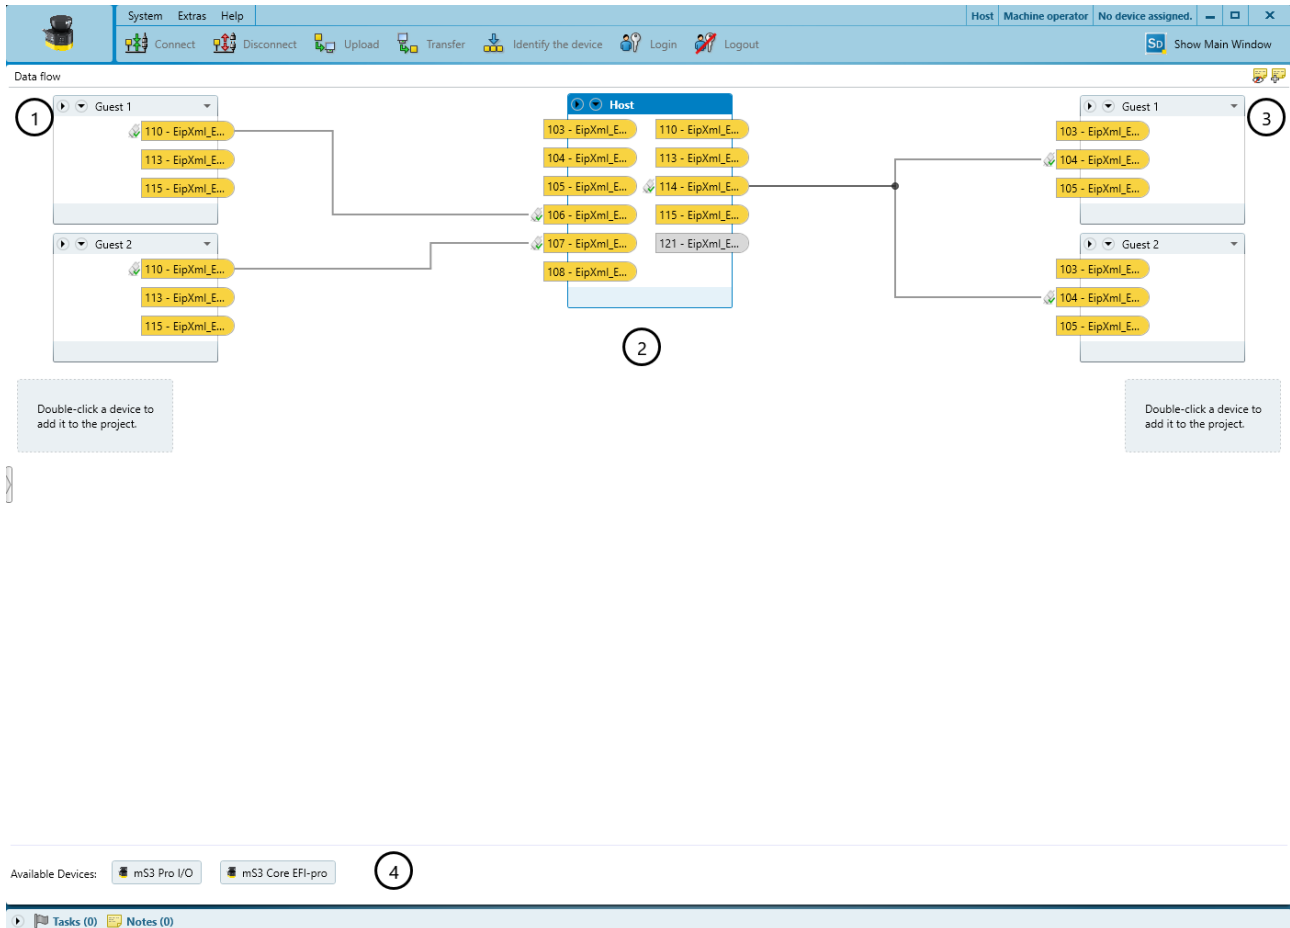 System Extras Help
Host Machine operator No device assigned.
Connect Disconnect Upload Transfer Identify the device Login Logout
SD Show Main Window
Data flow
1
Guest 1
110 - EipXml_E...
113 - EipXml_E...
115 - EipXml_E...
Guest 2
110 - EipXml_E...
113 - EipXml_E...
115 - EipXml_E...
Double-click a device to
add it to the project.
Host
103 - EipXml_E... 110 - EipXml_E...
104 - EipXml_E... 113 - EipXml_E...
105 - EipXml_E... 114 - EipXml_E...
106 - EipXml_E... 115 - EipXml_E...
107 - EipXml_E... 121 - EipXml_E...
108 - EipXml_E...
2
Guest 1
3
103 - EipXml_E...
104 - EipXml_E...
105 - EipXml_E...
Guest 2
103 - EipXml_E...
104 - EipXml_E...
105 - EipXml_E...
Double-click a device to
add it to the project.
Available Devices: mS3 Pro I/O mS3 Core EFI-pro
4
Tasks (0) Notes (0)